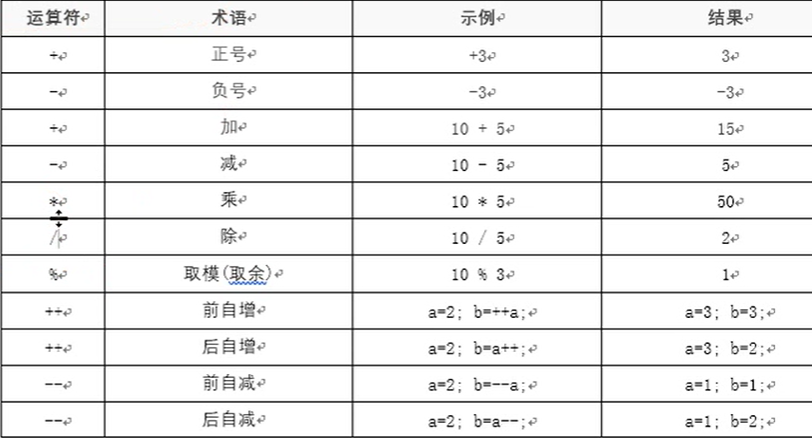 运算符 术语 示例 结果
+ 正号 +3 3
- 负号 -3 -3
+ 加 10 + 5 15
- 减 10 - 5 5
* 乘 10 * 5 50
/ 除 10 / 5 2
% 取模(取余) 10 % 3 1
++ 前自增 a=2; b=++a; a=3; b=3;
++ 后自增 a=2; b=a++; a=3; b=2;
-- 前自减 a=2; b=--a; a=1; b=1;
-- 后自减 a=2; b=a--; a=1; b=2;